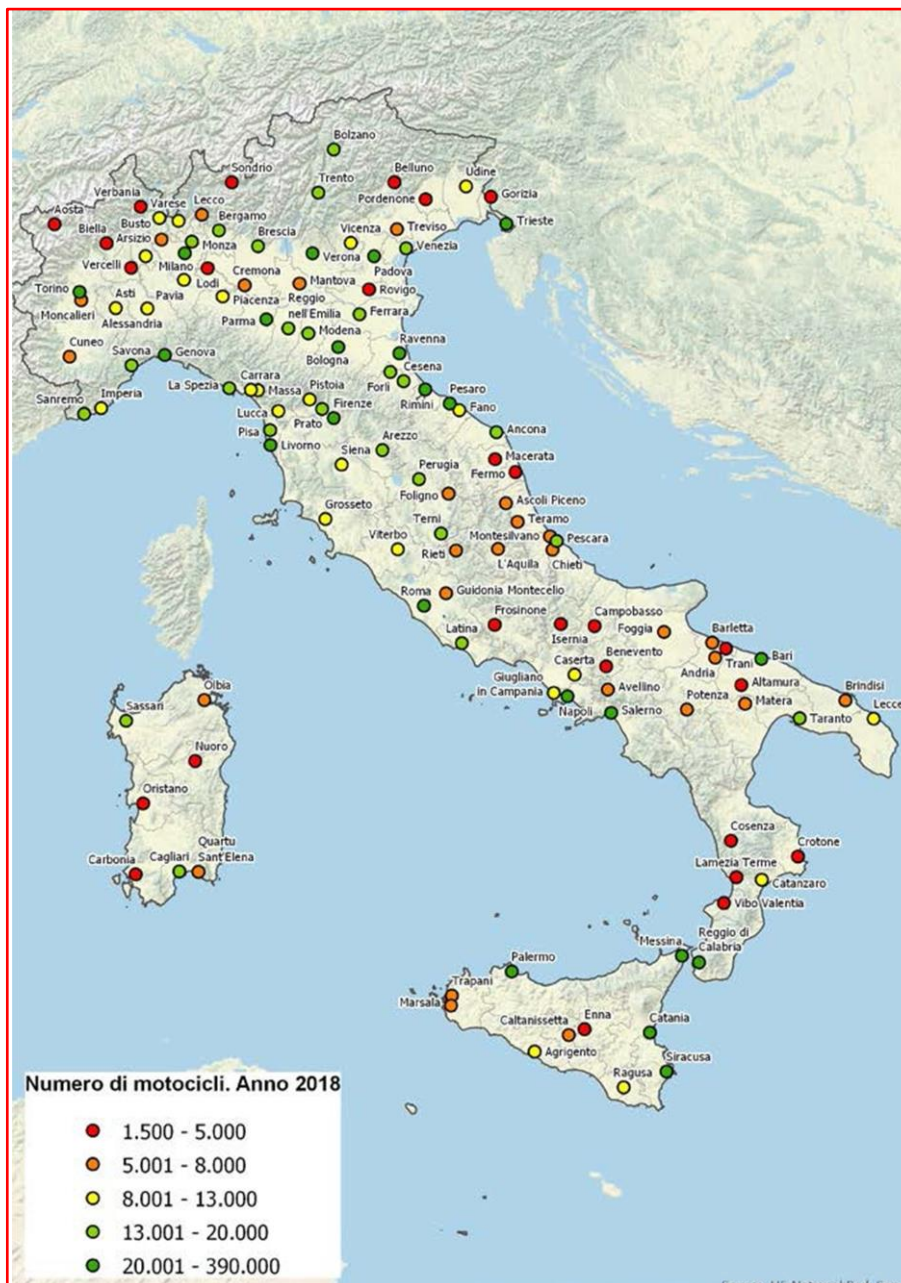 Bolzano
Sondrio
Belluno
Udine
Trento
Verbania
Varese
Lecco
Pordenone
Gorizia
Aosta
Busto
Arsizio
Bergamo
Biella
Brescia
Vicenza
Treviso
Trieste
Monza
Venezia
Vercelli
Milano
Verona
Padova
Torino
Lodi
Cremona
Mantova
Rovigo
Moncalieri
Asti
Pavia
Piacenza
Reggio
nell'Emilia
Ferrara
Alessandria
Parma
Modena
Cuneo
Savona
Genova
Bologna
Ravenna
Cesena
Sanremo
Imperia
La Spezia
Carrara
Massa
Pistoia
Forlì
Rimini
Pesaro
Fano
Lucca
Prato
Firenze
Pisa
Livorno
Siena
Arezzo
Ancona
Macerata
Fermo
Perugia
Foligno
Ascoli Piceno
Grosseto
Terni
Teramo
Viterbo
Montesilvano
Pescara
Rieti
L'Aquila
Chieti
Roma
Guidonia Montecelio
Frosinone
Campobasso
Latina
Isernia
Foggia
Barletta
Caserta
Benevento
Trani
Bari
Giugliano
in Campania
Andria
Altamura
Avellino
Potenza
Matera
Brindisi
Napoli
Salerno
Taranto
Lecce
Olbia
Sassari
Nuoro
Oristano
Quartu
Sant'Elena
Carbonia
Cagliari
Cosenza
Crotone
Lamezia Terme
Catanzaro
Vibo Valentia
Reggio di
Calabria
Messina
Palermo
Trapani
Marsala
Caltanissetta
Enna
Catania
Agrigento
Siracusa
Ragusa
Numero di motocicli. Anno 2018
1.500 - 5.000
5.001 - 8.000
8.001 - 13.000
13.001 - 20.000
20.001 - 390.000